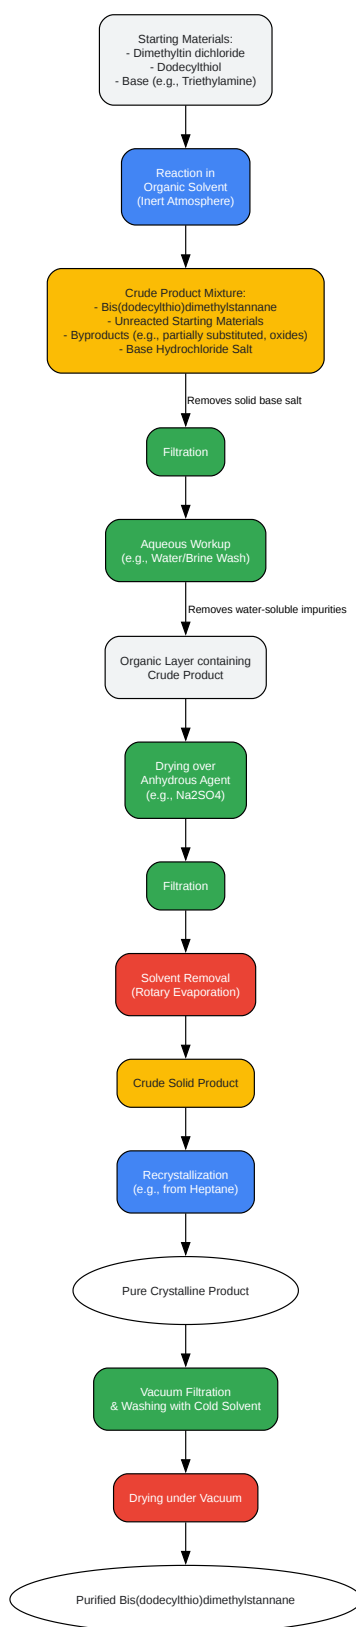 Starting Materials:
- Dimethyltin dichloride
- Dodecylthiol
- Base (e.g., Triethylamine)
Reaction in
Organic Solvent
(Inert Atmosphere)
Crude Product Mixture:
- Bis(dodecylthio)dimethylstannane
- Unreacted Starting Materials
- Byproducts (e.g., partially substituted, oxides)
- Base Hydrochloride Salt
Removes solid base salt
Filtration
Aqueous Workup
(e.g., Water/Brine Wash)
Removes water-soluble impurities
Organic Layer containing
Crude Product
Drying over
Anhydrous Agent
(e.g., Na2SO4)
Filtration
Solvent Removal
(Rotary Evaporation)
Crude Solid Product
Recrystallization
(e.g., from Heptane)
Pure Crystalline Product
Vacuum Filtration
& Washing with Cold Solvent
Drying under Vacuum
Purified Bis(dodecylthio)dimethylstannane